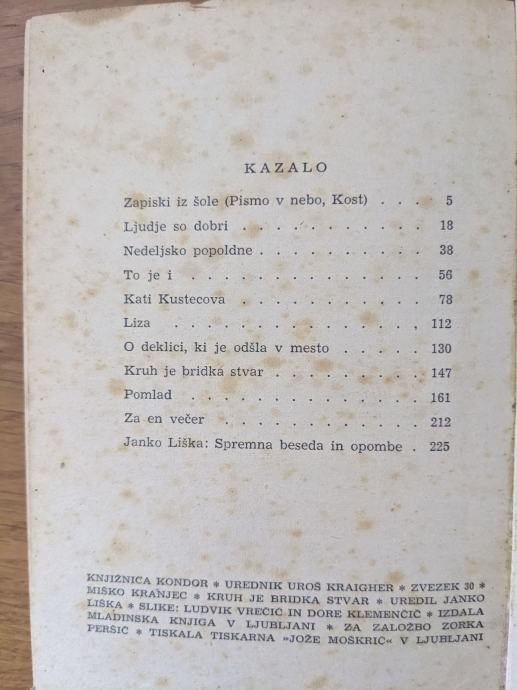 KAZALO
Zapiski iz šole (Pismo v nebo, Kost) . . . 5
Ljudje so dobri . . . . . . . . . . 18
Nedeljsko popoldne . . . . . . . . . 38
To je i . . . . . . . . . . . . 56
Kati Kustecova . . . . . . . . . . 78
Liza . . . . . . . . . . . . . 112
O deklici, ki je odšla v mesto . . . . . 130
Kruh je bridka stvar . . . . . . . . 147
Pomlad . . . . . . . . . . . . 161
Za en večer . . . . . . . . . . . 212
Janko Liška: Spremna beseda in opombe . 225
KNJIŽNICA KONDOR * UREDNIK UROŠ KRAIGHER * ZVEZEK 30 *
MIŠKO KRANJEC * KRUH JE BRIDKA STVAR * UREDIL JANKO
LIŠKA * SLIKE: LUDVIK VREČIČ IN DORE KLEMENČIČ * IZDALA
MLADINSKA KNJIGA V LJUBLJANI * ZA ZALOŽBO ZORKA
PERŠIČ * TISKALA TISKARNA »JOŽE MOŠKRIČ« V LJUBLJANI